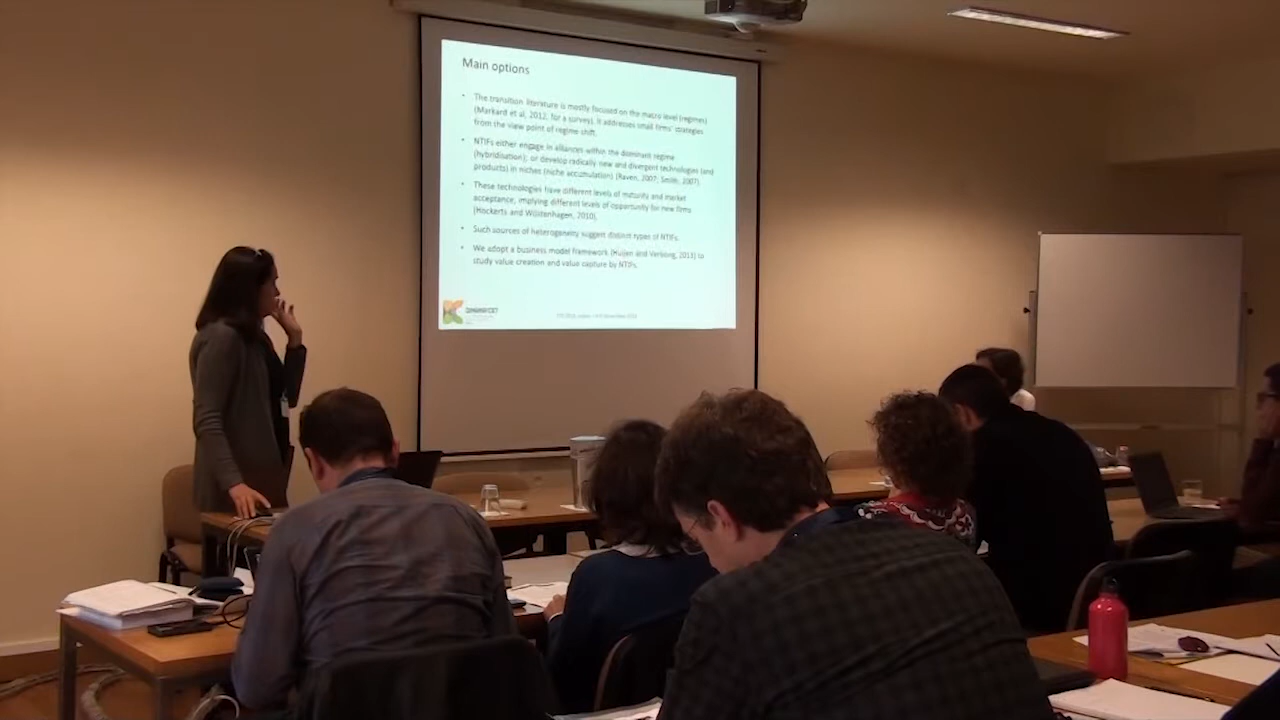 Main options
• The transition literature is mostly focused on the macro level (regimes)
(Markard et al, 2012, for a survey). It addresses small firms' strategies
from the view point of regime shift.
• NTIFs either engage in alliances within the dominant regime
(hybridisation); or develop radically new and divergent technologies (and
products) in niches (niche accumulation) (Raven, 2007; Smith, 2007).
• These technologies have different levels of maturity and market
acceptance, implying different levels of opportunity for new firms
(Hockerts and Wüstenhagen, 2010).
• Such sources of heterogeneity suggest distinct types of NTIFs.
• We adopt a business model framework (Huijen and Verbong, 2013) to
study value creation and value capture by NTIFs.